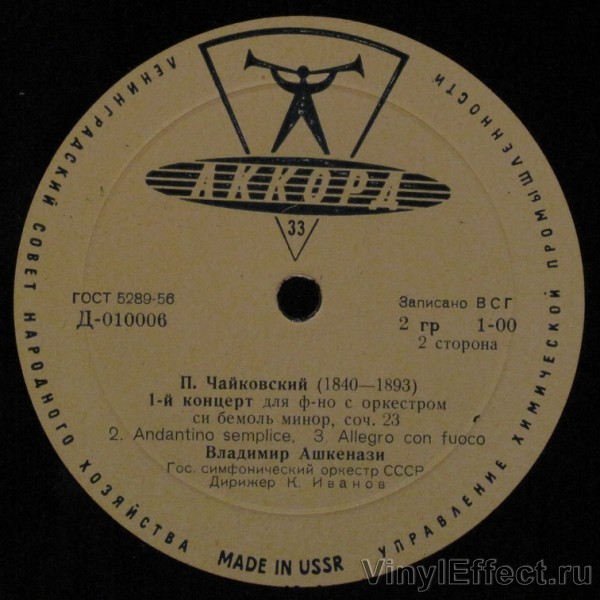 ЛЕНИНГРАДСКИЙ СОВЕТ НАРОДНОГО ХОЗЯЙСТВА
УПРАВЛЕНИЕ ХИМИЧЕСКОЙ ПРОМЫШЛЕННОСТИ
АККОРД
33
ГОСТ 5289-56
Д-010006
Записано ВСГ
2 гр 1-00
2 сторона
П. Чайковский (1840—1893)
1-й концерт для ф-но с оркестром
си бемоль минор, соч. 23
2. Andantino semplice, 3. Allegro con fuoco
Владимир Ашкенази
Гос. симфонический оркестр СССР
Дирижер К. Иванов
MADE IN USSR
VinylEffect.ru